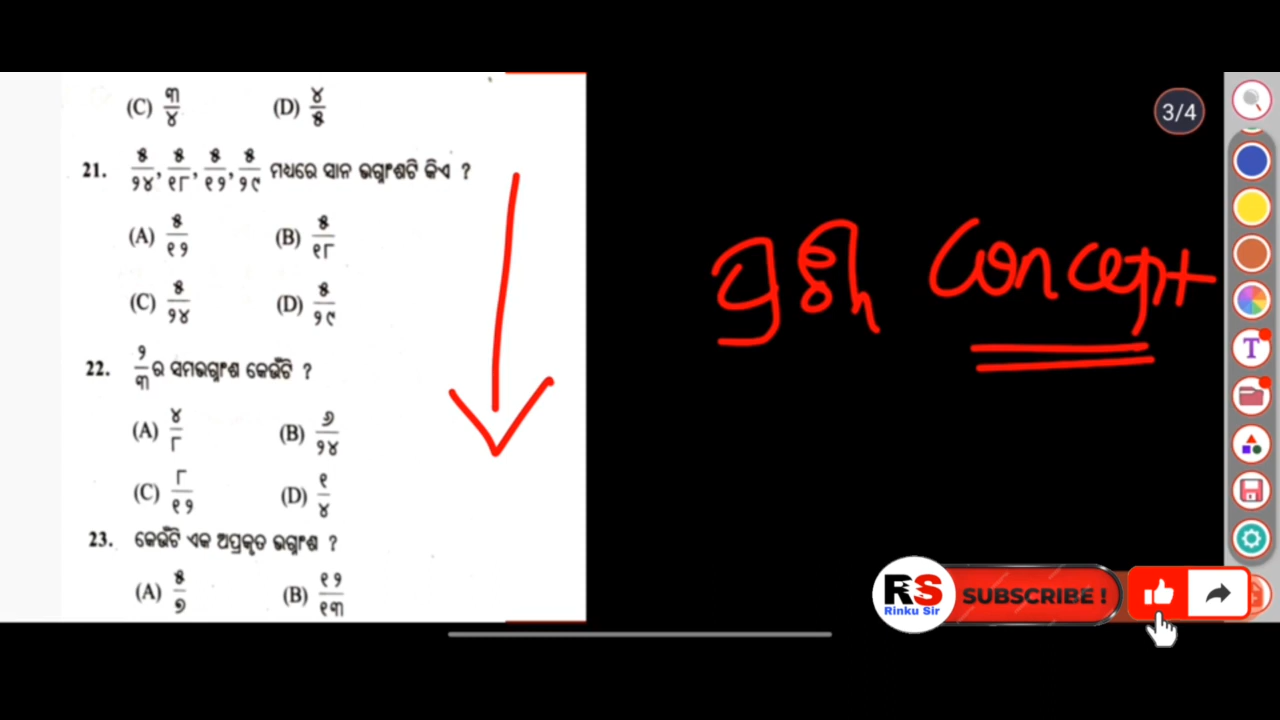 (C) ୩/୪ (D) ୪/୫
21. ୫/୨୪, ୫/୧୮, ୫/୧୨, ୫/୨୯ ମଧ୍ୟରେ ସାନ ଭଗ୍ନାଂଶଟି କିଏ ?
(A) ୫/୧୨ (B) ୫/୧୮
(C) ୫/୨୪ (D) ୫/୨୯
22. ୨/୩ ର ସମଭଗ୍ନାଂଶ କେଉଁଟି ?
(A) ୪/୮ (B) ୬/୨୪
(C) ୮/୧୨ (D) ୧/୪
23. କେଉଁଟି ଏକ ଅପ୍ରକୃତ ଭଗ୍ନାଂଶ ?
(A) ୫/୭ (B) ୧୨/୧୩
3/4
ପ୍ରଶ୍ନ Concept
T
RS
Rinku Sir
SUBSCRIBE !